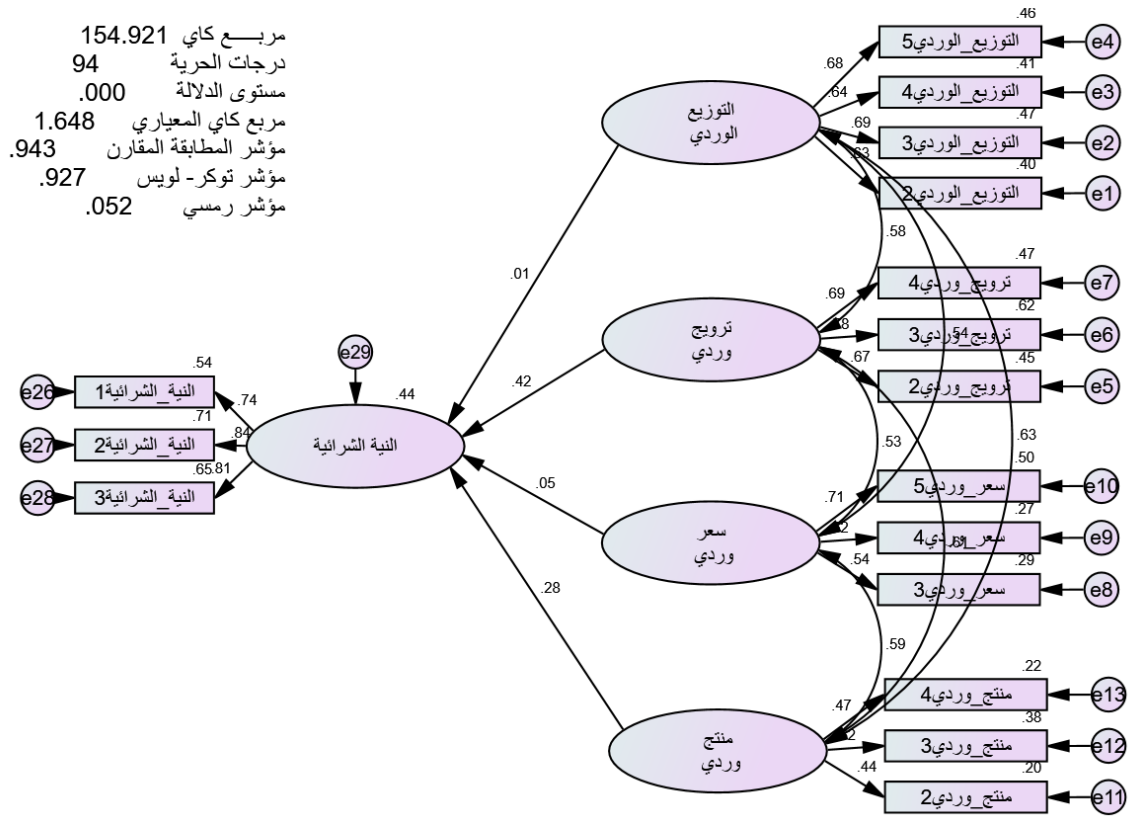 مربـــع كاي 154.921
درجات الحرية 94
مستوى الدلالة .000
مربع كاي المعياري 1.648
مؤشر المطابقة المقارن .943
مؤشر توكر- لويس .927
مؤشر رمسي .052
التوزيع
الوردي
.46
التوزيع_الوردي5
e4
.68
.41
التوزيع_الوردي4
e3
.64
.47
التوزيع_الوردي3
e2
.69
.40
التوزيع_الوردي2
e1
.63
.58
.01
ترويج
وردي
.47
ترويج_وردي4
e7
.69
.62
ترويج_وردي3
e6
.54
.45
ترويج_وردي2
e5
.67
.42
.53
.63
e29
.44
النية الشرائية
.54
النية_الشرائية1
e26
.74
.71
النية_الشرائية2
e27
.84
.65
.81
النية_الشرائية3
e28
سعر
وردي
.50
سعر_وردي5
e10
.71
.27
سعر_وردي4
e9
.29
سعر_وردي3
e8
.54
.05
.59
.28
منتج
وردي
.22
منتج_وردي4
e13
.47
.38
منتج_وردي3
e12
.20
منتج_وردي2
e11
.44